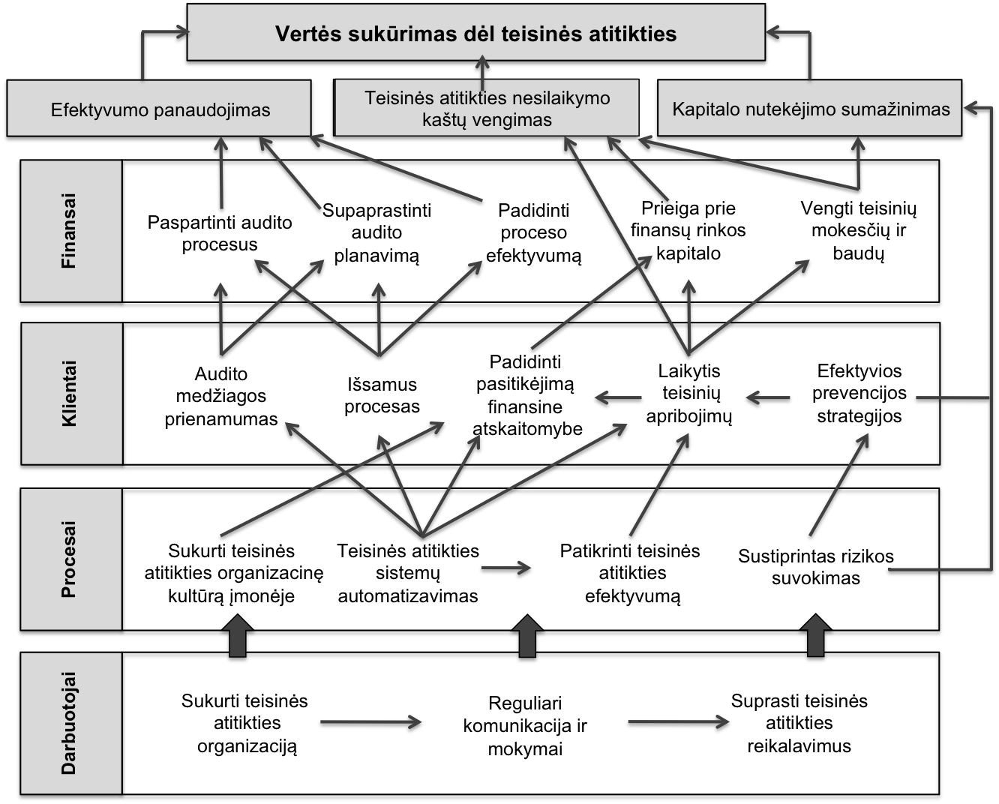 Vertės sukūrimas dėl teisinės atitikties
Efektyvumo panaudojimas
Teisinės atitikties nesilaikymo
kaštų vengimas
Kapitalo nutekėjimo sumažinimas
Finansai
Paspartinti audito
procesus
Supaprastinti
audito
planavimą
Padidinti
proceso
efektyvumą
Prieiga prie
finansų rinkos
kapitalo
Vengti teisinių
mokesčių ir
baudų
Klientai
Audito
medžiagos
prienamumas
Išsamus
procesas
Padidinti
pasitikėjimą
finansine
atskaitomybe
Laikytis
teisinių
apribojimų
Efektyvios
prevencijos
strategijos
Procesai
Sukurti teisinės
atitikties organizacinę
kultūrą įmonėje
Teisinės atitikties
sistemų
automatizavimas
Patikrinti teisinės
atitikties
efektyvumą
Sustiprintas rizikos
suvokimas
Darbuotojai
Sukurti teisinės
atitikties
organizaciją
Reguliari
komunikacija ir
mokymai
Suprasti teisinės
atitikties
reikalavimus